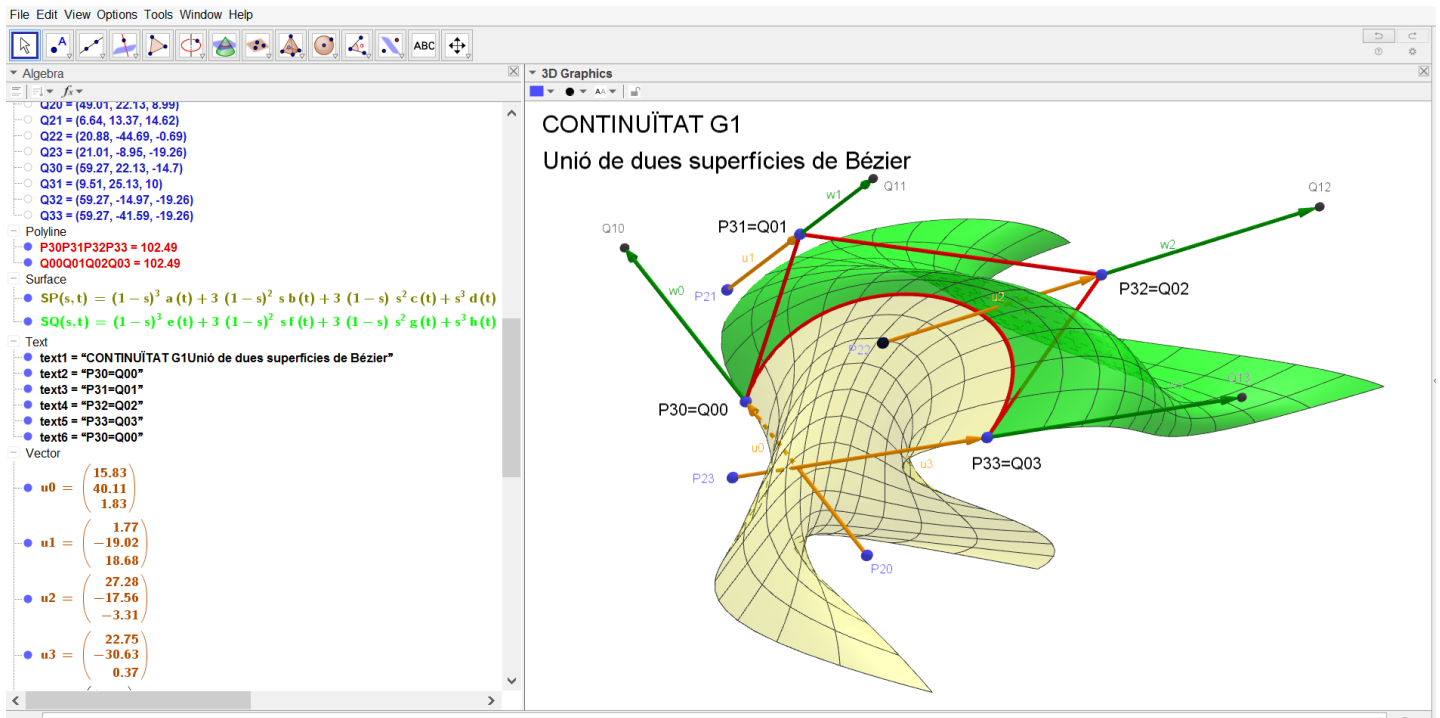 File Edit View Options Tools Window Help
ABC
Algebra
3D Graphics
fx
AA
Q20 = (49.01, 22.13, 8.99)
Q21 = (6.64, 13.37, 14.62)
Q22 = (20.88, -44.69, -0.69)
Q23 = (21.01, -8.95, -19.26)
Q30 = (59.27, 22.13, -14.7)
Q31 = (9.51, 25.13, 10)
Q32 = (59.27, -14.97, -19.26)
Q33 = (59.27, -41.59, -19.26)
Polyline
P30P31P32P33 = 102.49
Q00Q01Q02Q03 = 102.49
Surface
SP(s,t) = (1 − s)³ a (t) + 3 (1 − s)² s b (t) + 3 (1 − s) s² c (t) + s³ d (t)
SQ(s,t) = (1 − s)³ e (t) + 3 (1 − s)² s f (t) + 3 (1 − s) s² g (t) + s³ h (t)
Text
text1 = “CONTINUÏTAT G1Unió de dues superfícies de Bézier”
text2 = “P30=Q00”
text3 = “P31=Q01”
text4 = “P32=Q02”
text5 = “P33=Q03”
text6 = “P30=Q00”
Vector
15.83
u0 = 40.11
1.83
1.77
u1 = −19.02
18.68
27.28
u2 = −17.56
−3.31
22.75
u3 = −30.63
0.37
CONTINUÏTAT G1
Unió de dues superfícies de Bézier
w1
Q11
Q12
P31=Q01
Q10
w2
u1
w0
P32=Q02
P21
u2
P22
Q13
P30=Q00
u0
P33=Q03
u3
P23
P20